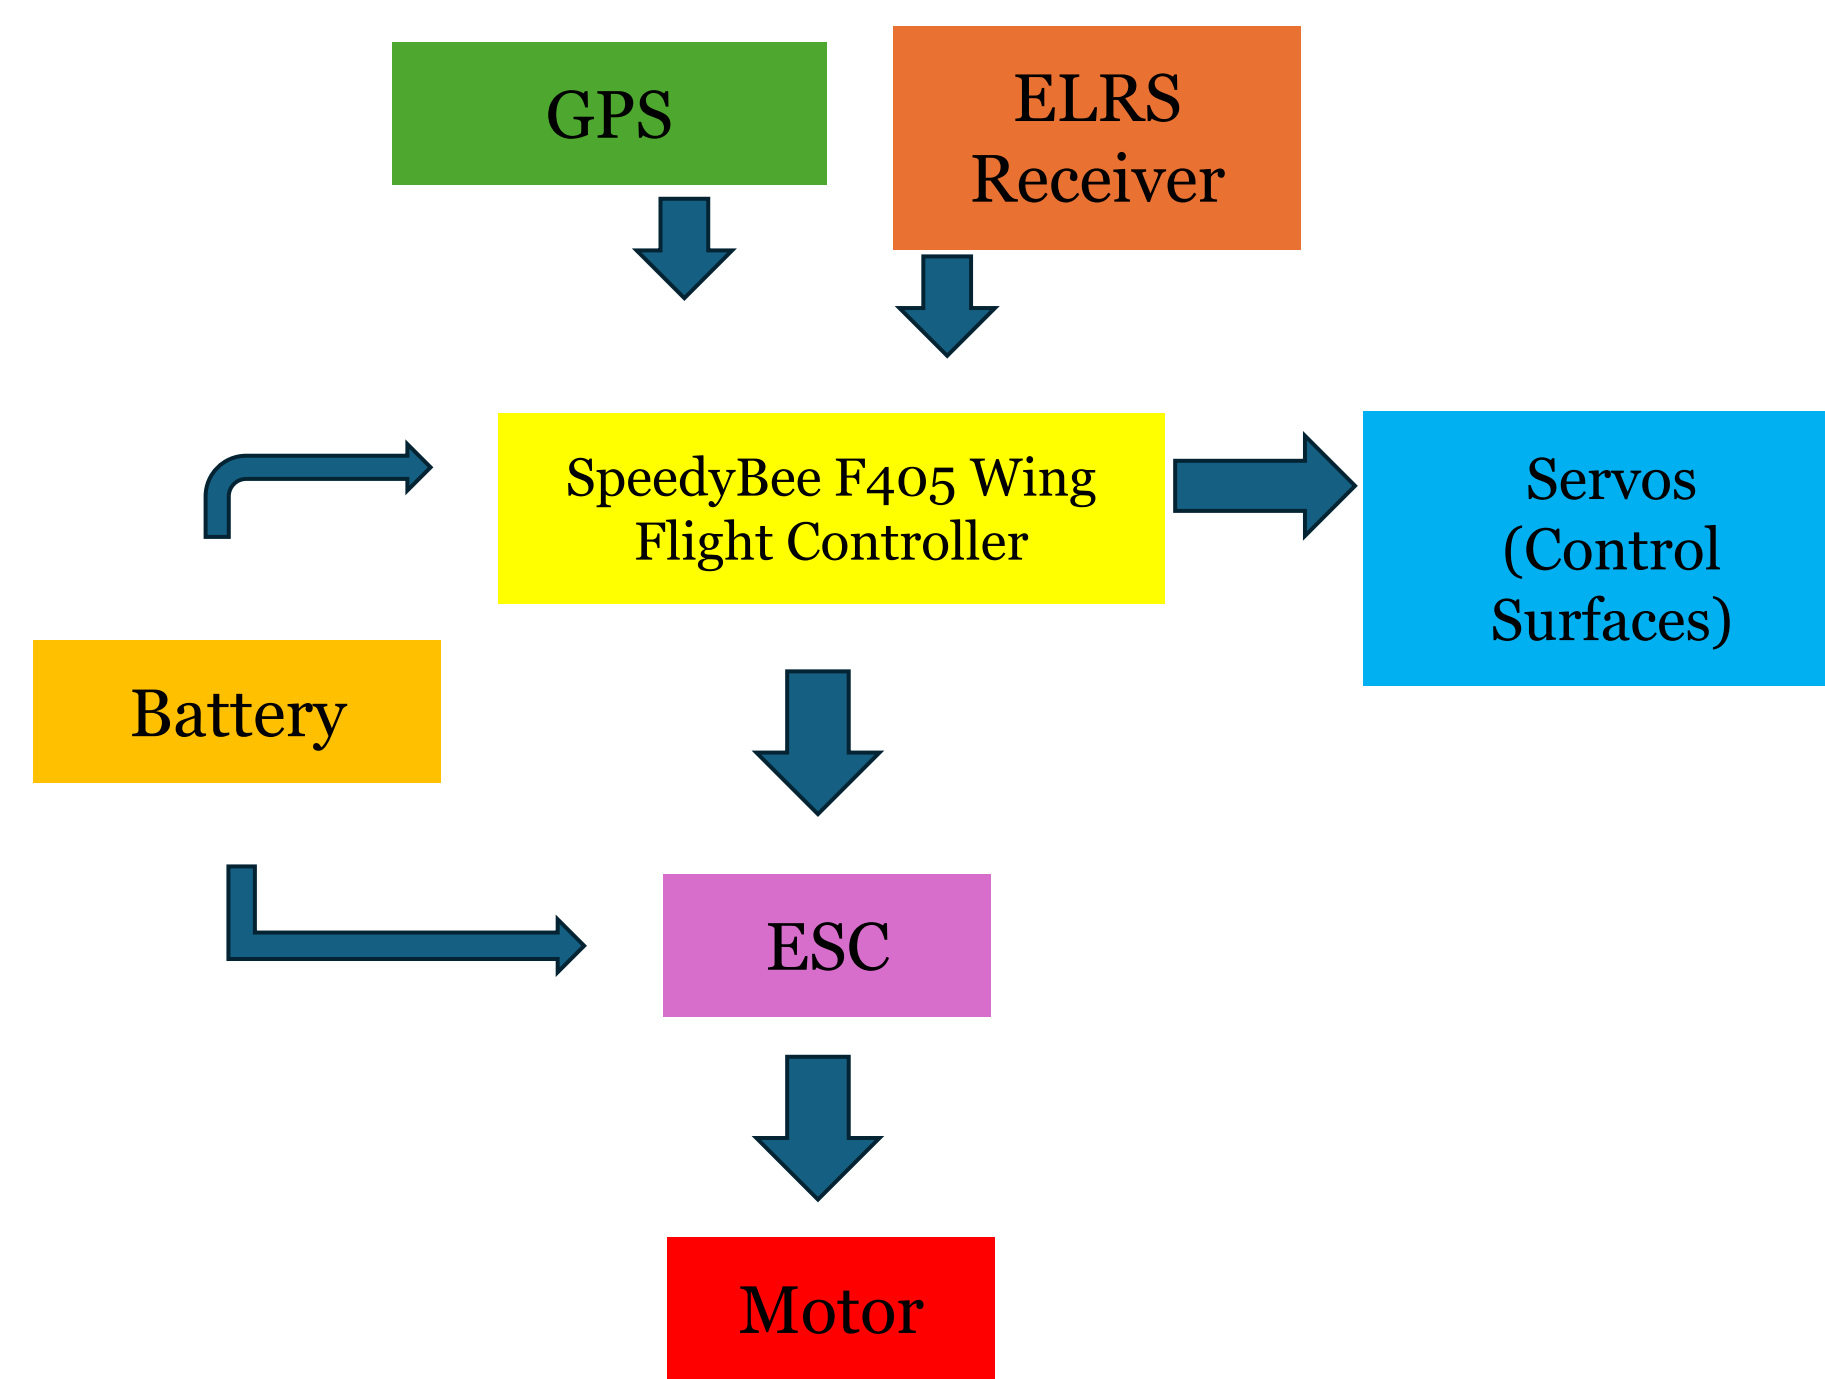 GPS
ELRS
Receiver
SpeedyBee F405 Wing
Flight Controller
Servos
(Control
Surfaces)
Battery
ESC
Motor